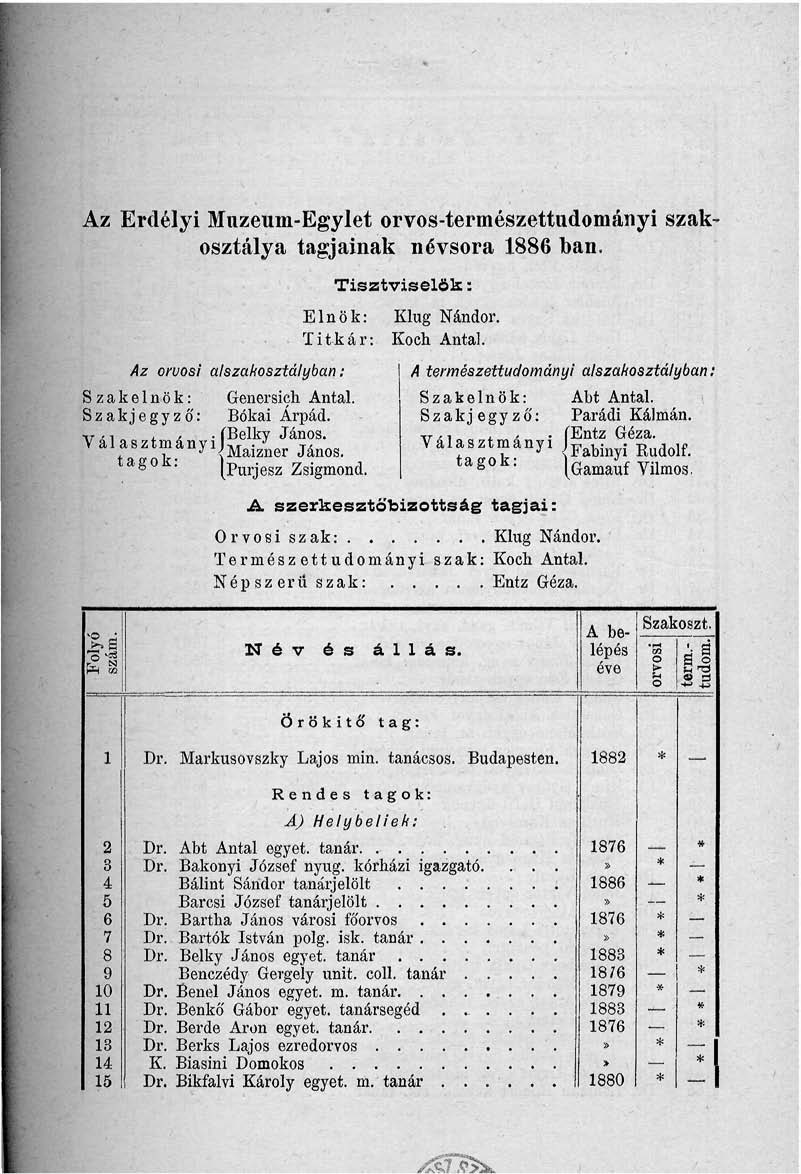 Az Erdélyi Muzeum-Egylet orvos-természettudományi szak-
osztálya tagjainak névsora 1886 ban.
Tisztviselők:
Elnök: Klug Nándor.
Titkár: Koch Antal.
Az orvosi alszakosztályban:
Szakelnök: Genersich Antal.
Szakjegyző: Bókai Árpád.
Választmányi tagok: Belky János.
Maizner János.
Purjesz Zsigmond.
A természettudományi alszakosztályban:
Szakelnök: Abt Antal.
Szakjegyző: Parádi Kálmán.
Választmányi tagok: Entz Géza.
Fabinyi Rudolf.
Gamauf Vilmos.
A szerkesztőbizottság tagjai:
Orvosi szak: . . . . . . . Klug Nándor.
Természettudományi szak: Koch Antal.
Népszerű szak: . . . . . Entz Géza.
Folyó szám. Név és állás. A belépés éve Szakoszt. orvosi term.-tudom.
Örökitő tag:
1 Dr. Markusovszky Lajos min. tanácsos. Budapesten. 1882 * —
Rendes tagok:
A) Helybeliek:
2 Dr. Abt Antal egyet. tanár. . . . . . . . . . 1876 — *
3 Dr. Bakonyi József nyug. kórházi igazgató. . . . » * —
4 Bálint Sándor tanárjelölt . . . . . . . . 1886 — *
5 Barcsi József tanárjelölt . . . . . . . . . » — *
6 Dr. Bartha János városi főorvos . . . . . . . 1876 * —
7 Dr. Bartók István polg. isk. tanár . . . . . . . » * —
8 Dr. Belky János egyet. tanár . . . . . . . . 1883 * —
9 Benczédy Gergely unit. coll. tanár . . . . . 1876 — *
10 Dr. Benel János egyet. m. tanár. . . . . . . . 1879 * —
11 Dr. Benkő Gábor egyet. tanársegéd . . . . . . 1883 — *
12 Dr. Berde Aron egyet. tanár. . . . . . . . . 1876 — *
13 Dr. Berks Lajos ezredorvos . . . . . . . . . » * —
14 K. Biasini Domokos . . . . . . . . . . . » — *
15 Dr. Bikfalvi Károly egyet. m. tanár . . . . . . 1880 * —